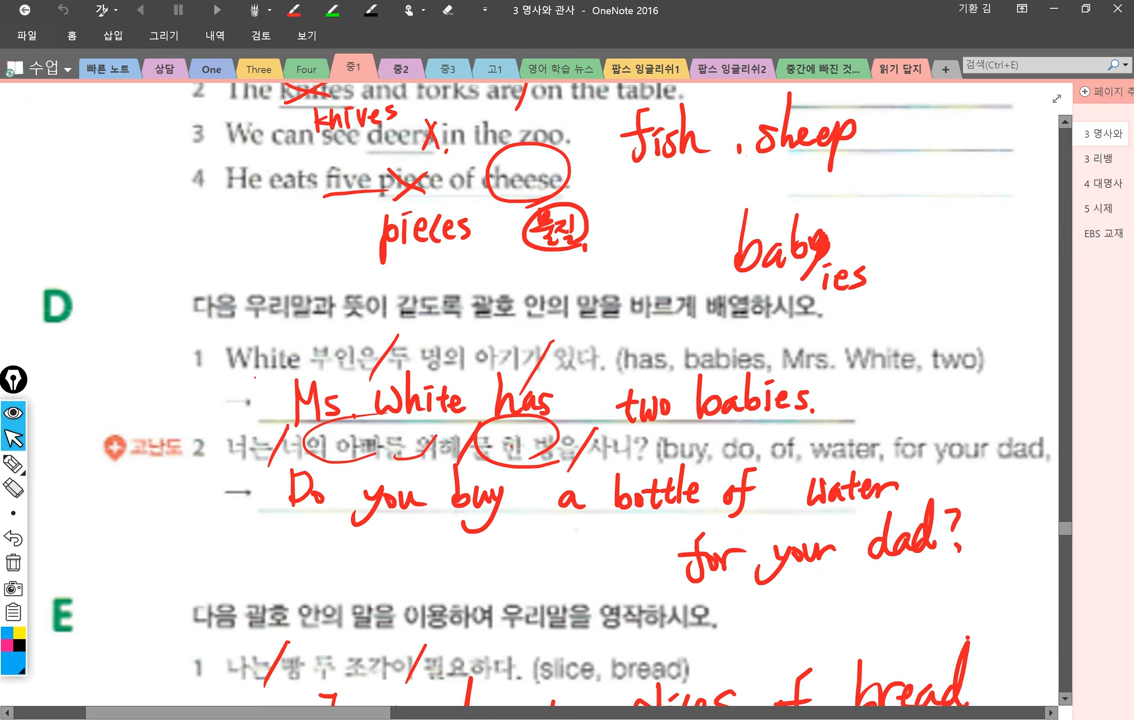 3 명사와 관사 - OneNote 2016
기환 김
파일 홈 삽입 그리기 내역 검토 보기
수업 빠른 노트 상담 One Three Four 중1 중2 중3 고1 영어 학습 뉴스 팝스 잉글리쉬1 팝스 잉글리쉬2 중간에 빠진 것... 읽기 답지 + 검색(Ctrl+E)
페이지 추
3 명사와
3 리뱅
4 대명사
5 시제
EBS 교재
2 The knifes and forks are on the table.
knives
3 We can see deers in the zoo.
fish , sheep
4 He eats five piece of cheese.
pieces
물질
babyies
D 다음 우리말과 뜻이 같도록 괄호 안의 말을 바르게 배열하시오.
1 White 부인은 두 명의 아기가 있다. (has, babies, Mrs. White, two)
→ Ms. White has two babies.
고난도 2 너는 너의 아빠를 위해 물 한 병을 사니? (buy, do, of, water, for your dad,
→ Do you buy a bottle of water
for your dad?
E 다음 괄호 안의 말을 이용하여 우리말을 영작하시오.
1 나는 빵 두 조각이 필요하다. (slice, bread)
of bread